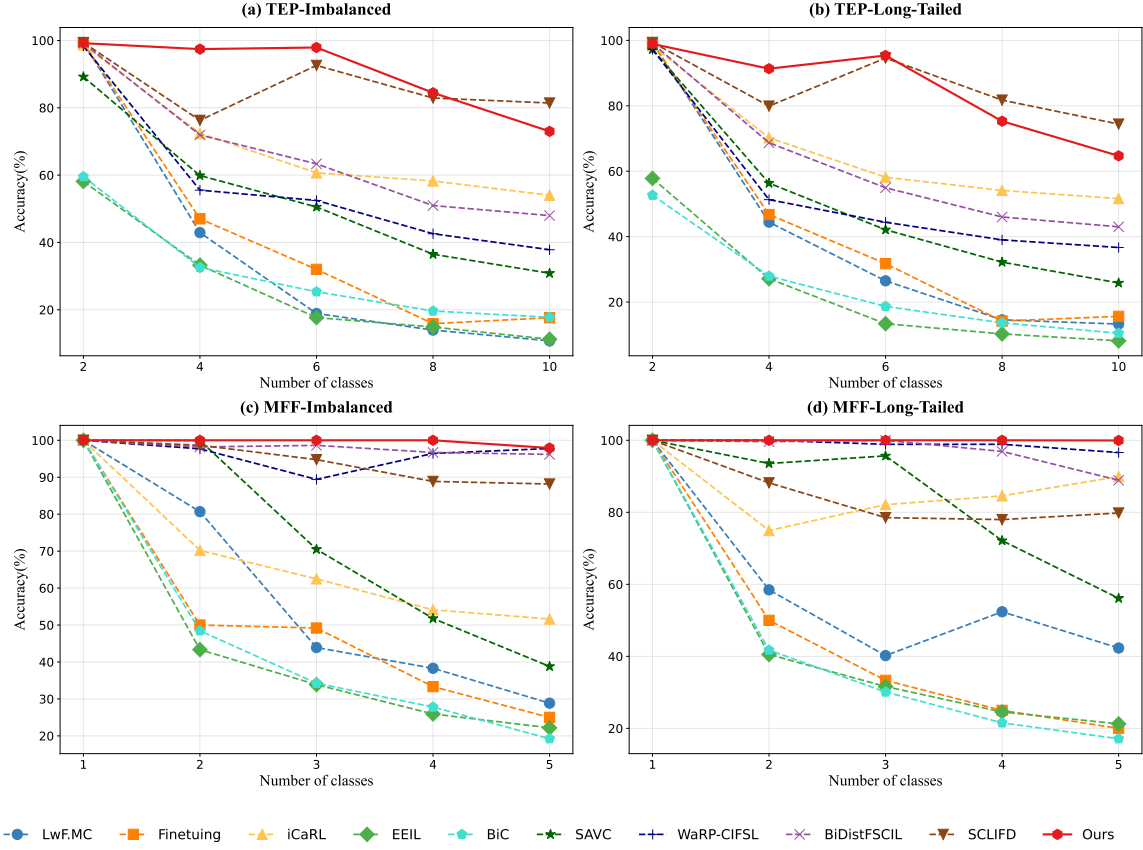 (a) TEP-Imbalanced
(b) TEP-Long-Tailed
Accuracy(%)
100
80
60
40
20
2 4 6 8 10
Number of classes
Accuracy(%)
100
80
60
40
20
2 4 6 8 10
Number of classes
(c) MFF-Imbalanced
(d) MFF-Long-Tailed
Accuracy(%)
100
90
80
70
60
50
40
30
20
1 2 3 4 5
Number of classes
Accuracy(%)
100
80
60
40
20
1 2 3 4 5
Number of classes
LwF.MC Finetuing iCaRL EEIL BiC SAVC WaRP-CIFSL BiDistFSCIL SCLIFD Ours